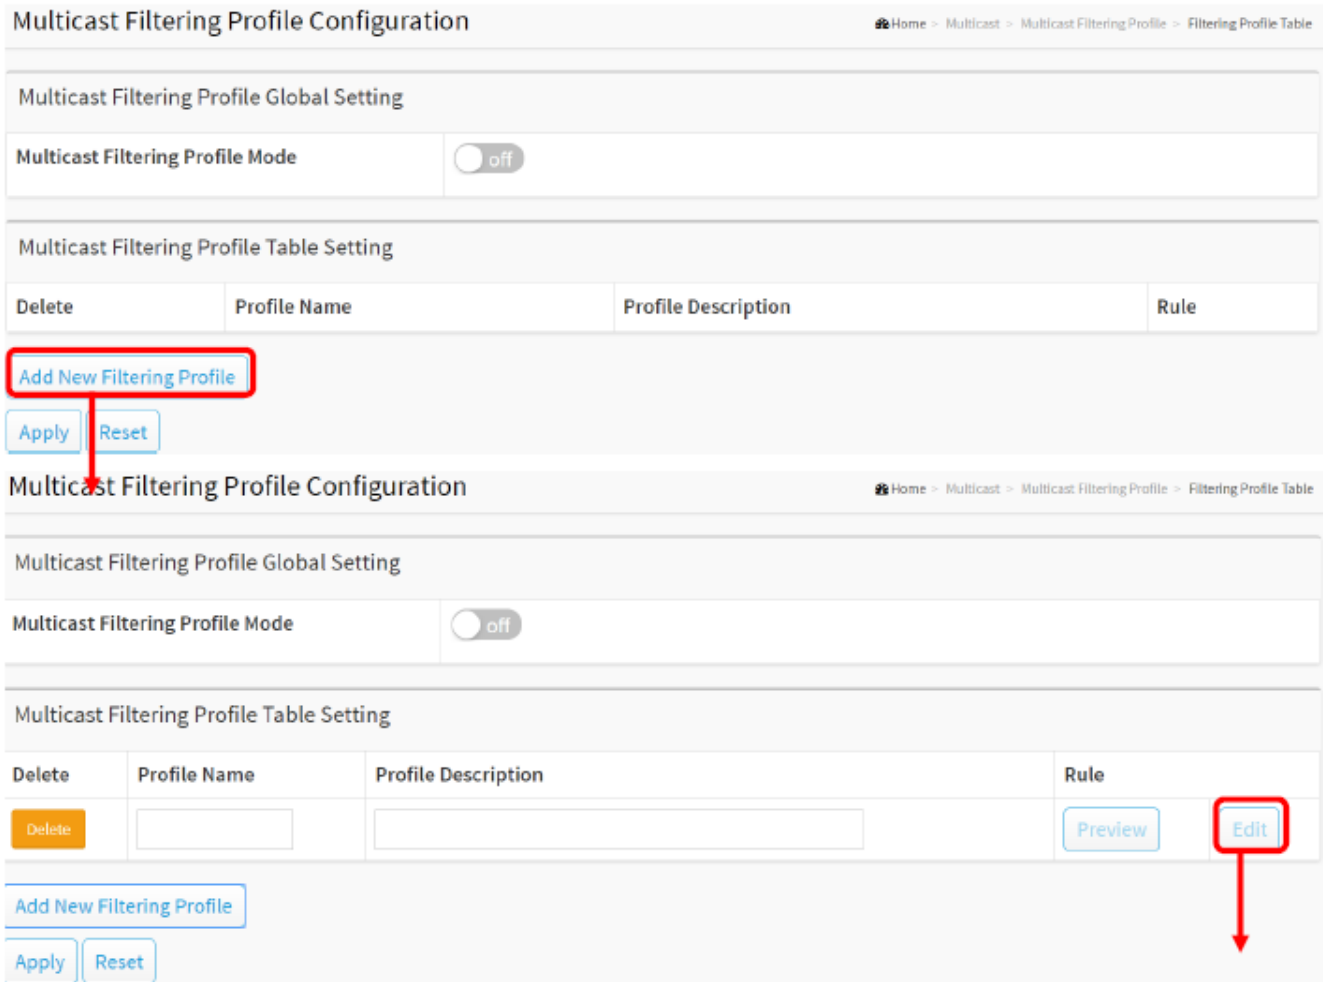 Multicast Filtering Profile Configuration
Home > Multicast > Multicast Filtering Profile > Filtering Profile Table
Multicast Filtering Profile Global Setting
Multicast Filtering Profile Mode off
Multicast Filtering Profile Table Setting
Delete Profile Name Profile Description Rule
Add New Filtering Profile
Apply Reset
Multicast Filtering Profile Configuration
Home > Multicast > Multicast Filtering Profile > Filtering Profile Table
Multicast Filtering Profile Global Setting
Multicast Filtering Profile Mode off
Multicast Filtering Profile Table Setting
Delete Profile Name Profile Description Rule
Delete Preview Edit
Add New Filtering Profile
Apply Reset